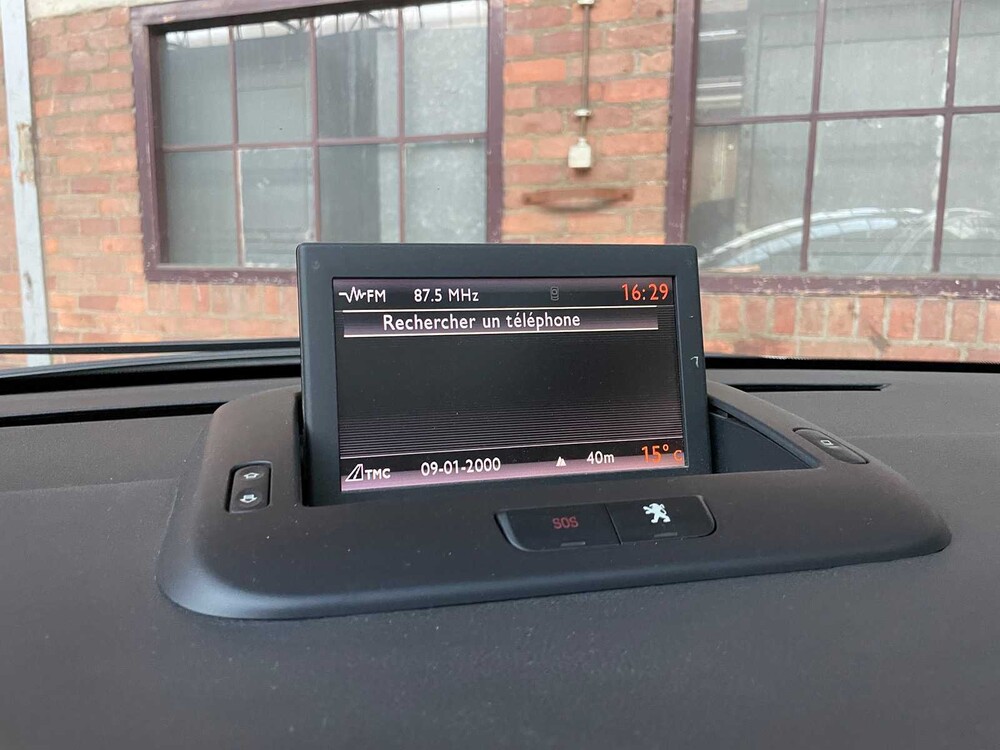 FM 87.5 MHz 16:29
Rechercher un téléphone
TMC 09-01-2000 40m 15°C
SOS